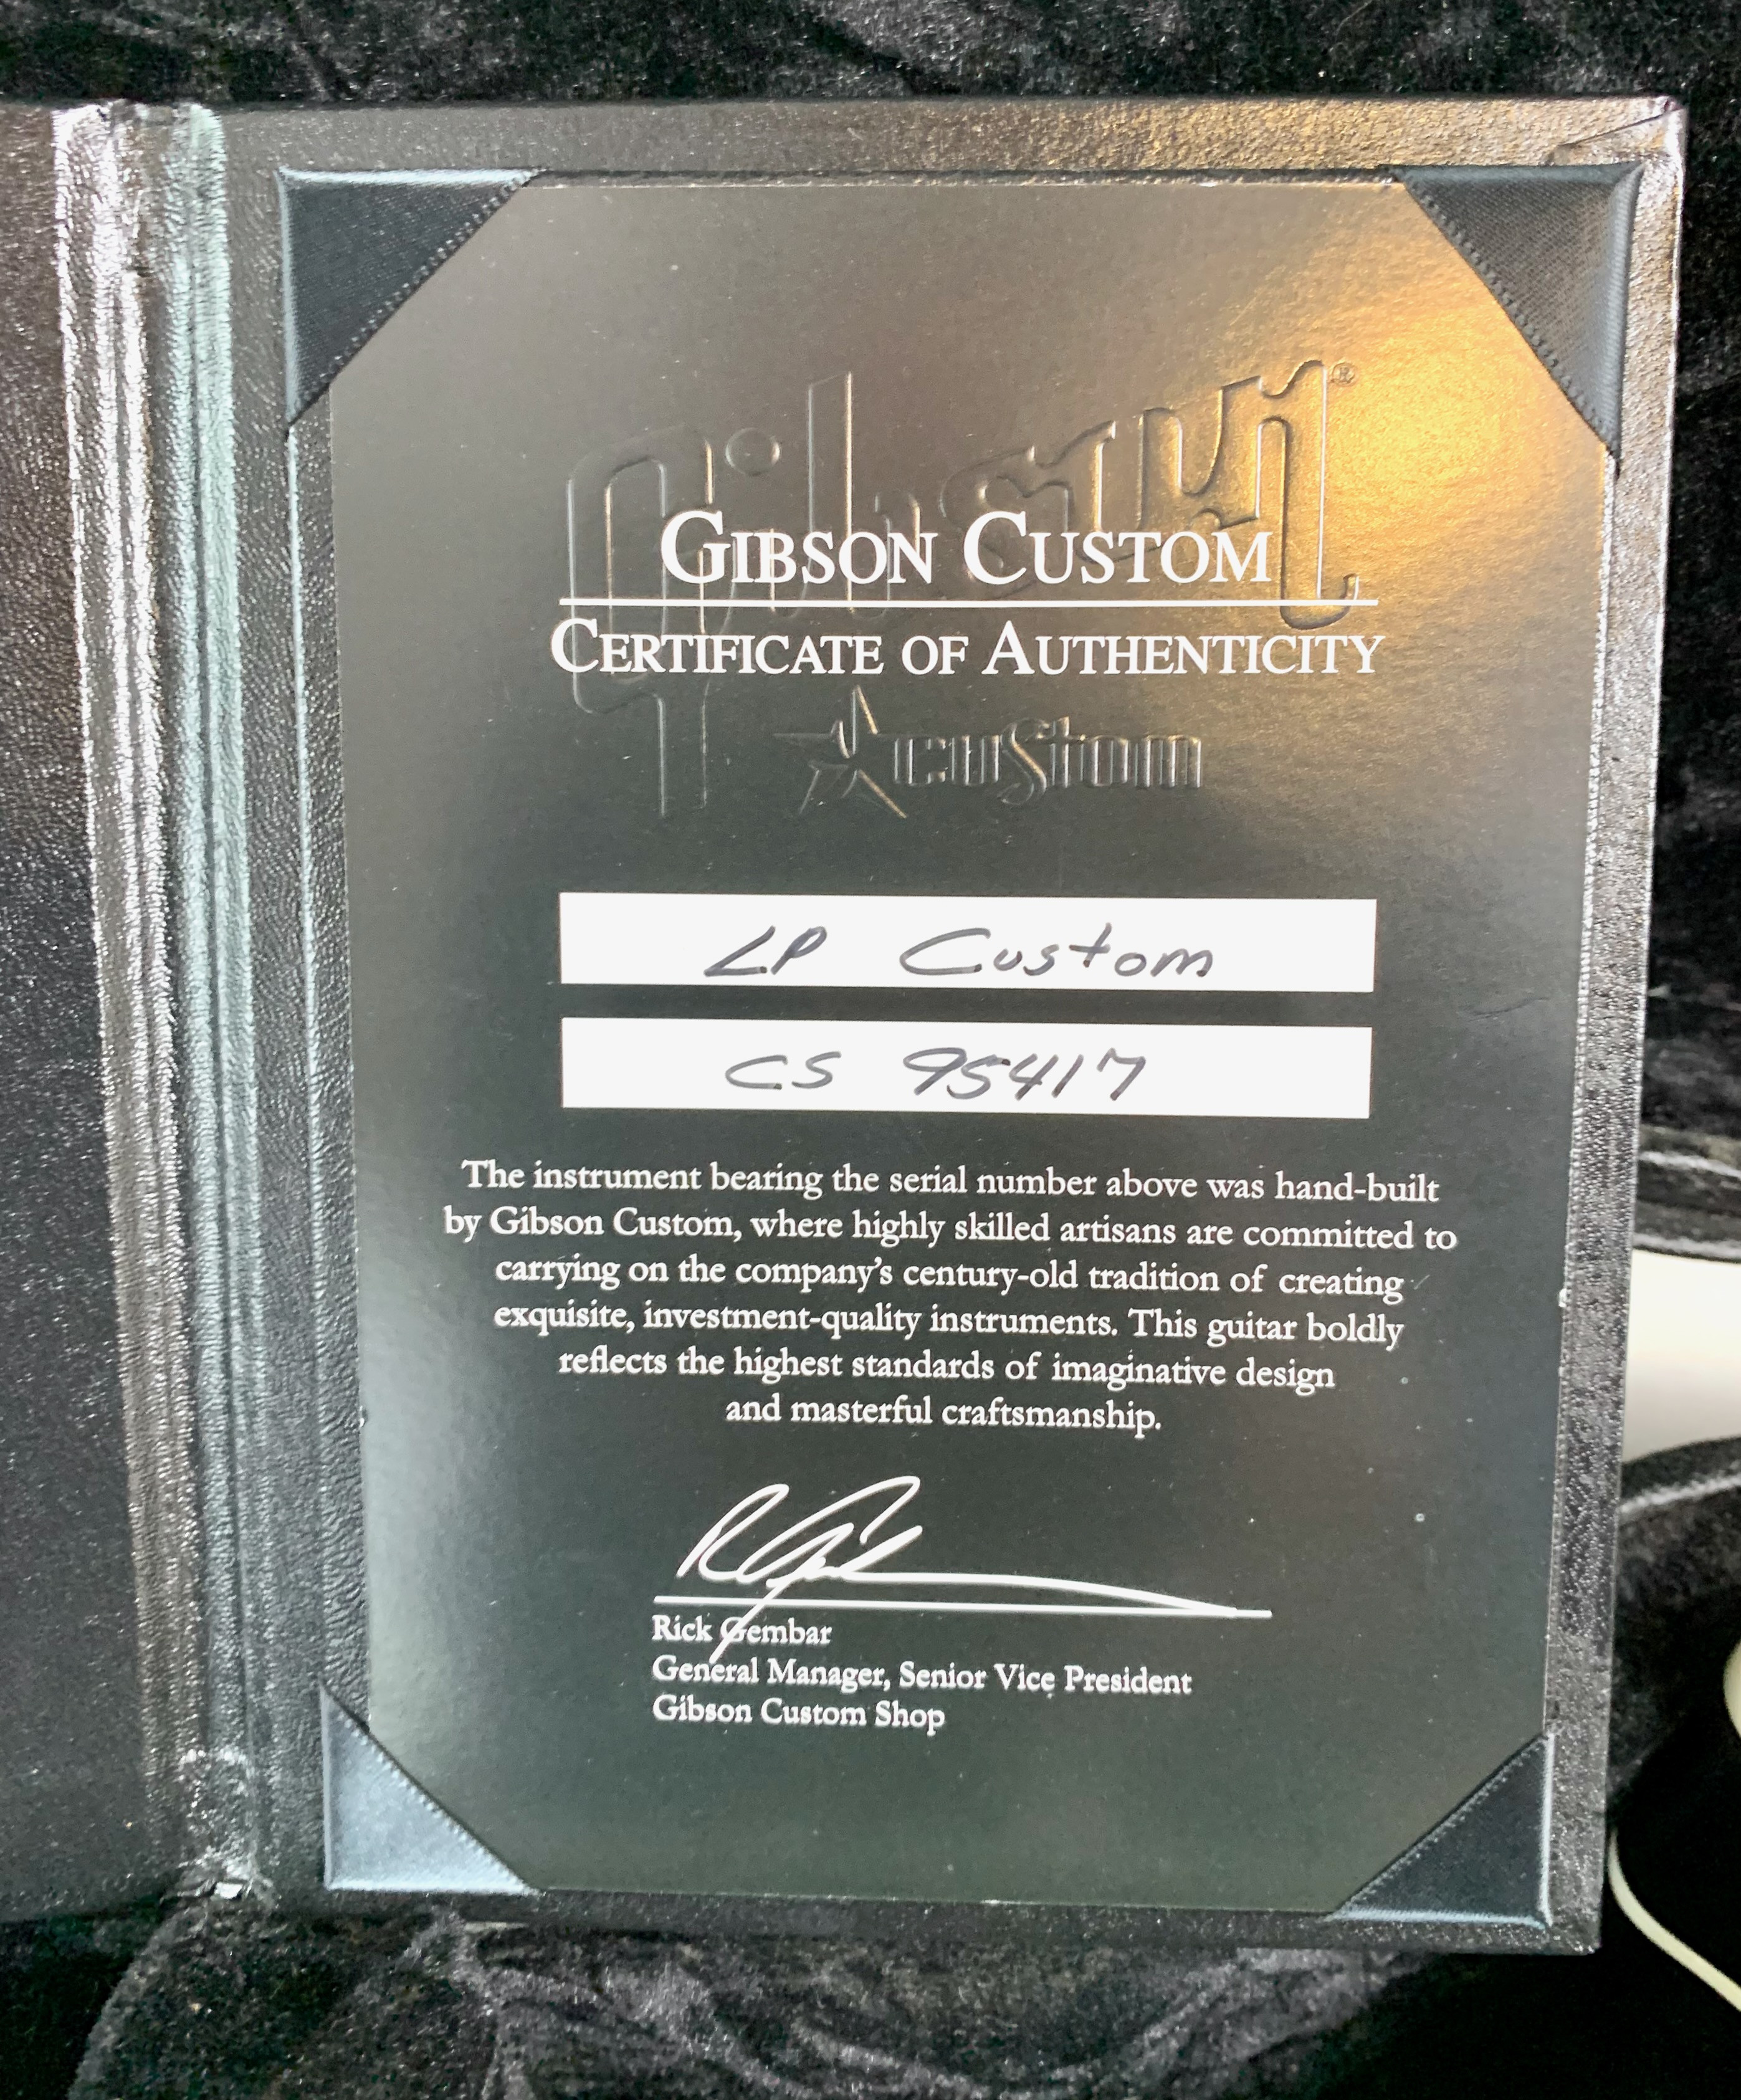 Gibson ®
GIBSON CUSTOM
CERTIFICATE OF AUTHENTICITY
custom
LP Custom
CS 95417
The instrument bearing the serial number above was hand-built
by Gibson Custom, where highly skilled artisans are committed to
carrying on the company's century-old tradition of creating
exquisite, investment-quality instruments. This guitar boldly
reflects the highest standards of imaginative design
and masterful craftsmanship.
Rick Gembar
General Manager, Senior Vice President
Gibson Custom Shop